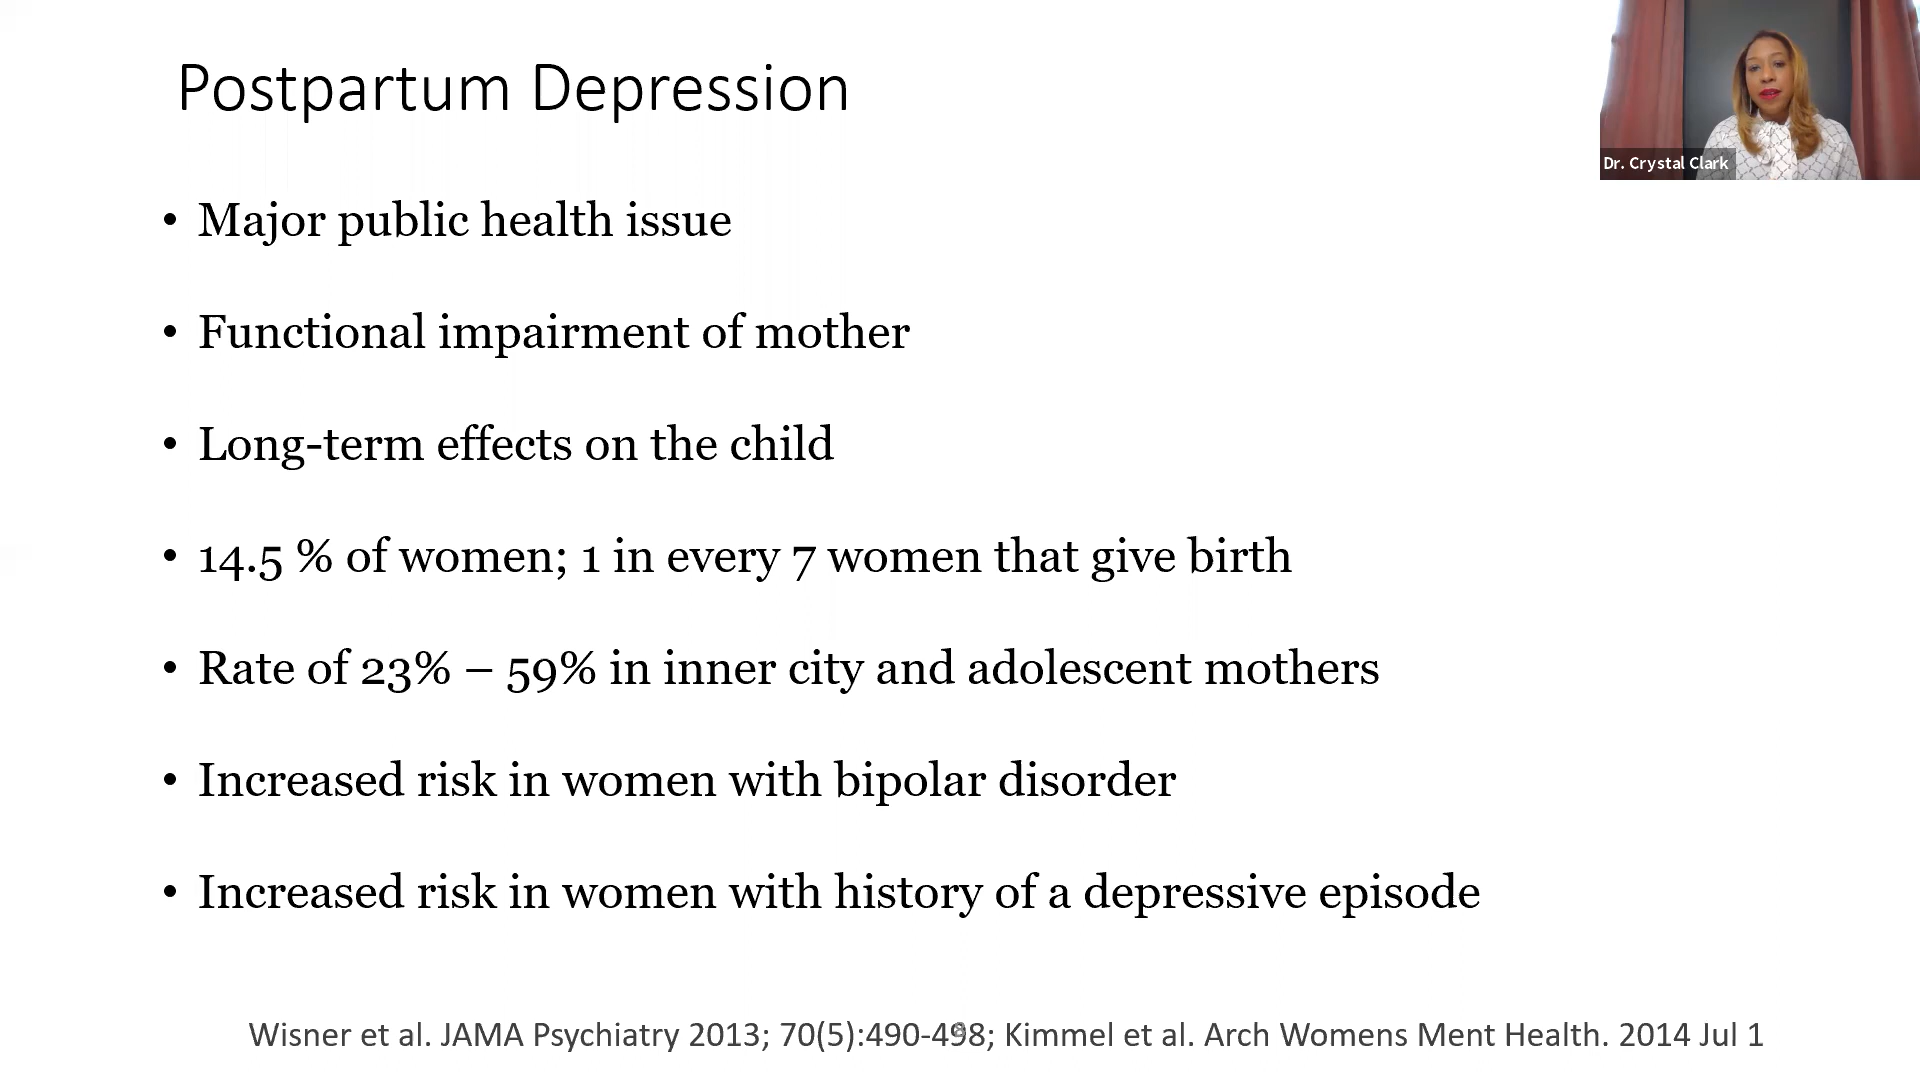 Postpartum Depression
Dr. Crystal Clark
• Major public health issue
• Functional impairment of mother
• Long-term effects on the child
• 14.5 % of women; 1 in every 7 women that give birth
• Rate of 23% – 59% in inner city and adolescent mothers
• Increased risk in women with bipolar disorder
• Increased risk in women with history of a depressive episode
Wisner et al. JAMA Psychiatry 2013; 70(5):490-498; Kimmel et al. Arch Womens Ment Health. 2014 Jul 1
8